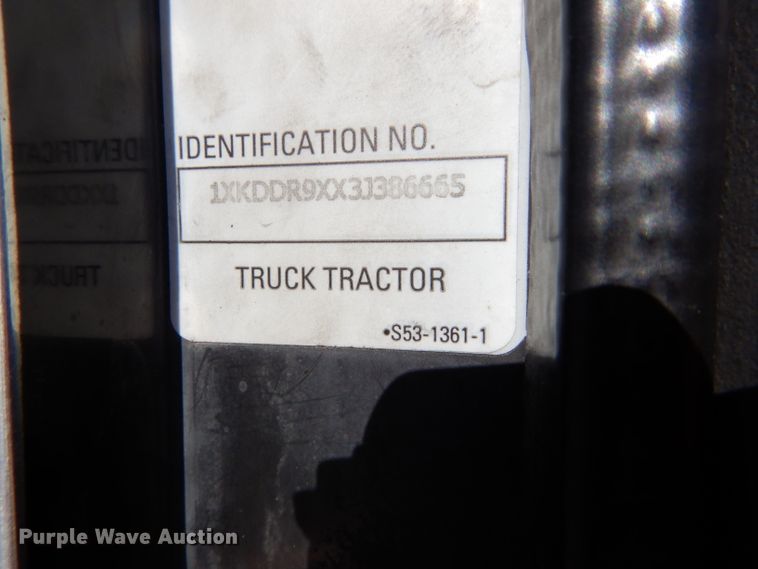 IDENTIFICATION NO.
1XKDDR9XX3J386665
TRUCK TRACTOR
•S53-1361-1
Purple Wave Auction